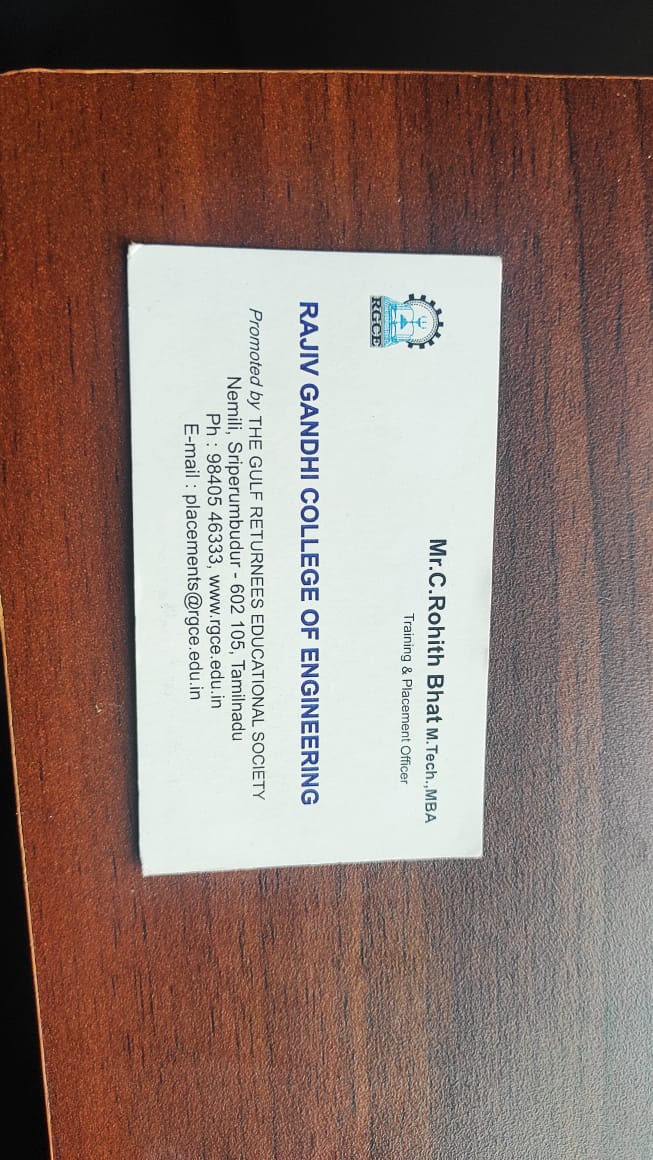 Mr.C.Rohith Bhat M.Tech.,MBA
Training & Placement Officer
RGCE
RAJIV GANDHI COLLEGE OF ENGINEERING
Promoted by THE GULF RETURNEES EDUCATIONAL SOCIETY
Nemili, Sriperumbudur - 602 105, Tamilnadu
Ph : 98405 46333, www.rgce.edu.in
E-mail : placements@rgce.edu.in